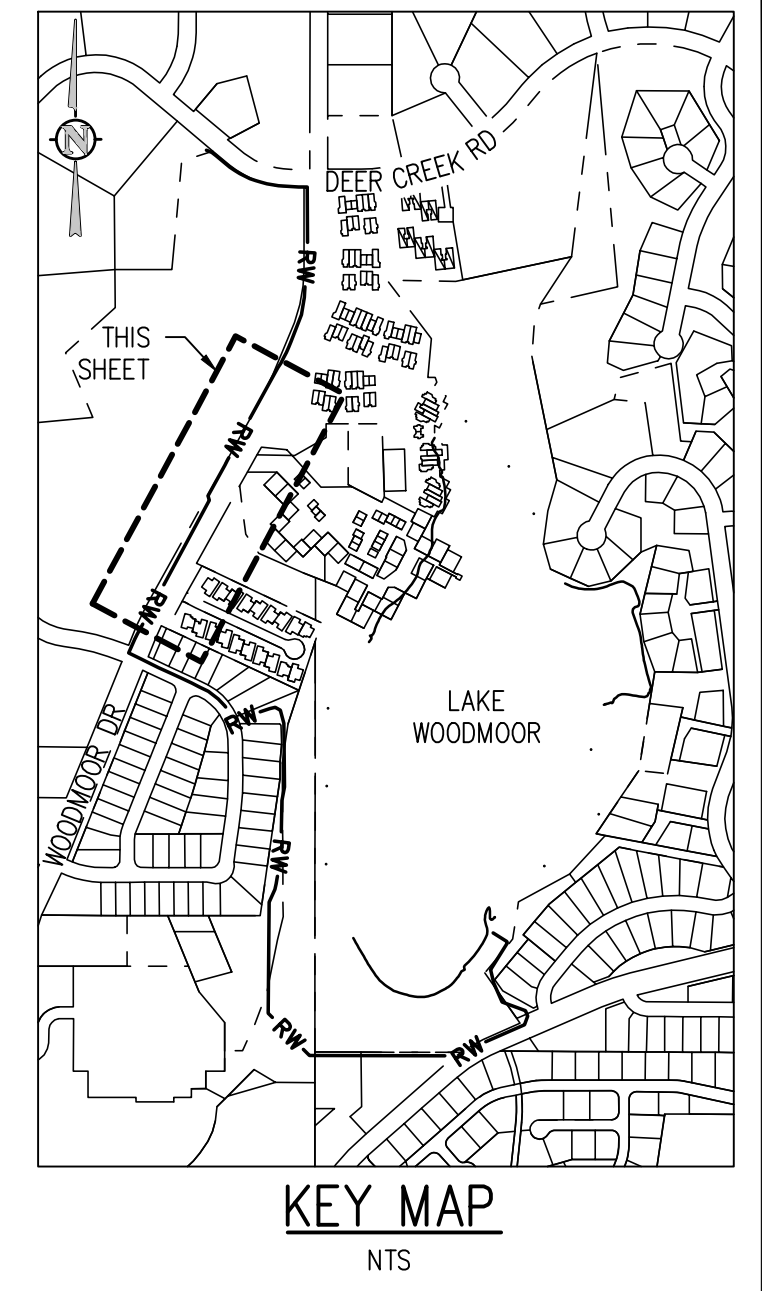 N
DEER CREEK RD
RW
THIS
SHEET
RW
RW
LAKE
WOODMOOR
RW
WOODMOOR DR
RW
RW
RW
KEY MAP
NTS